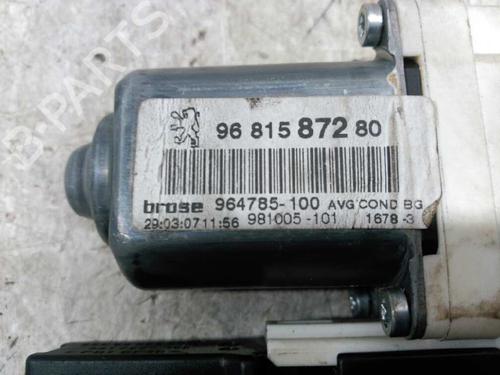 96 815 872 80
brose 964785-100 AVG COND BG
29:03:07 11:56 981005-101 1678-3
B-PARTS